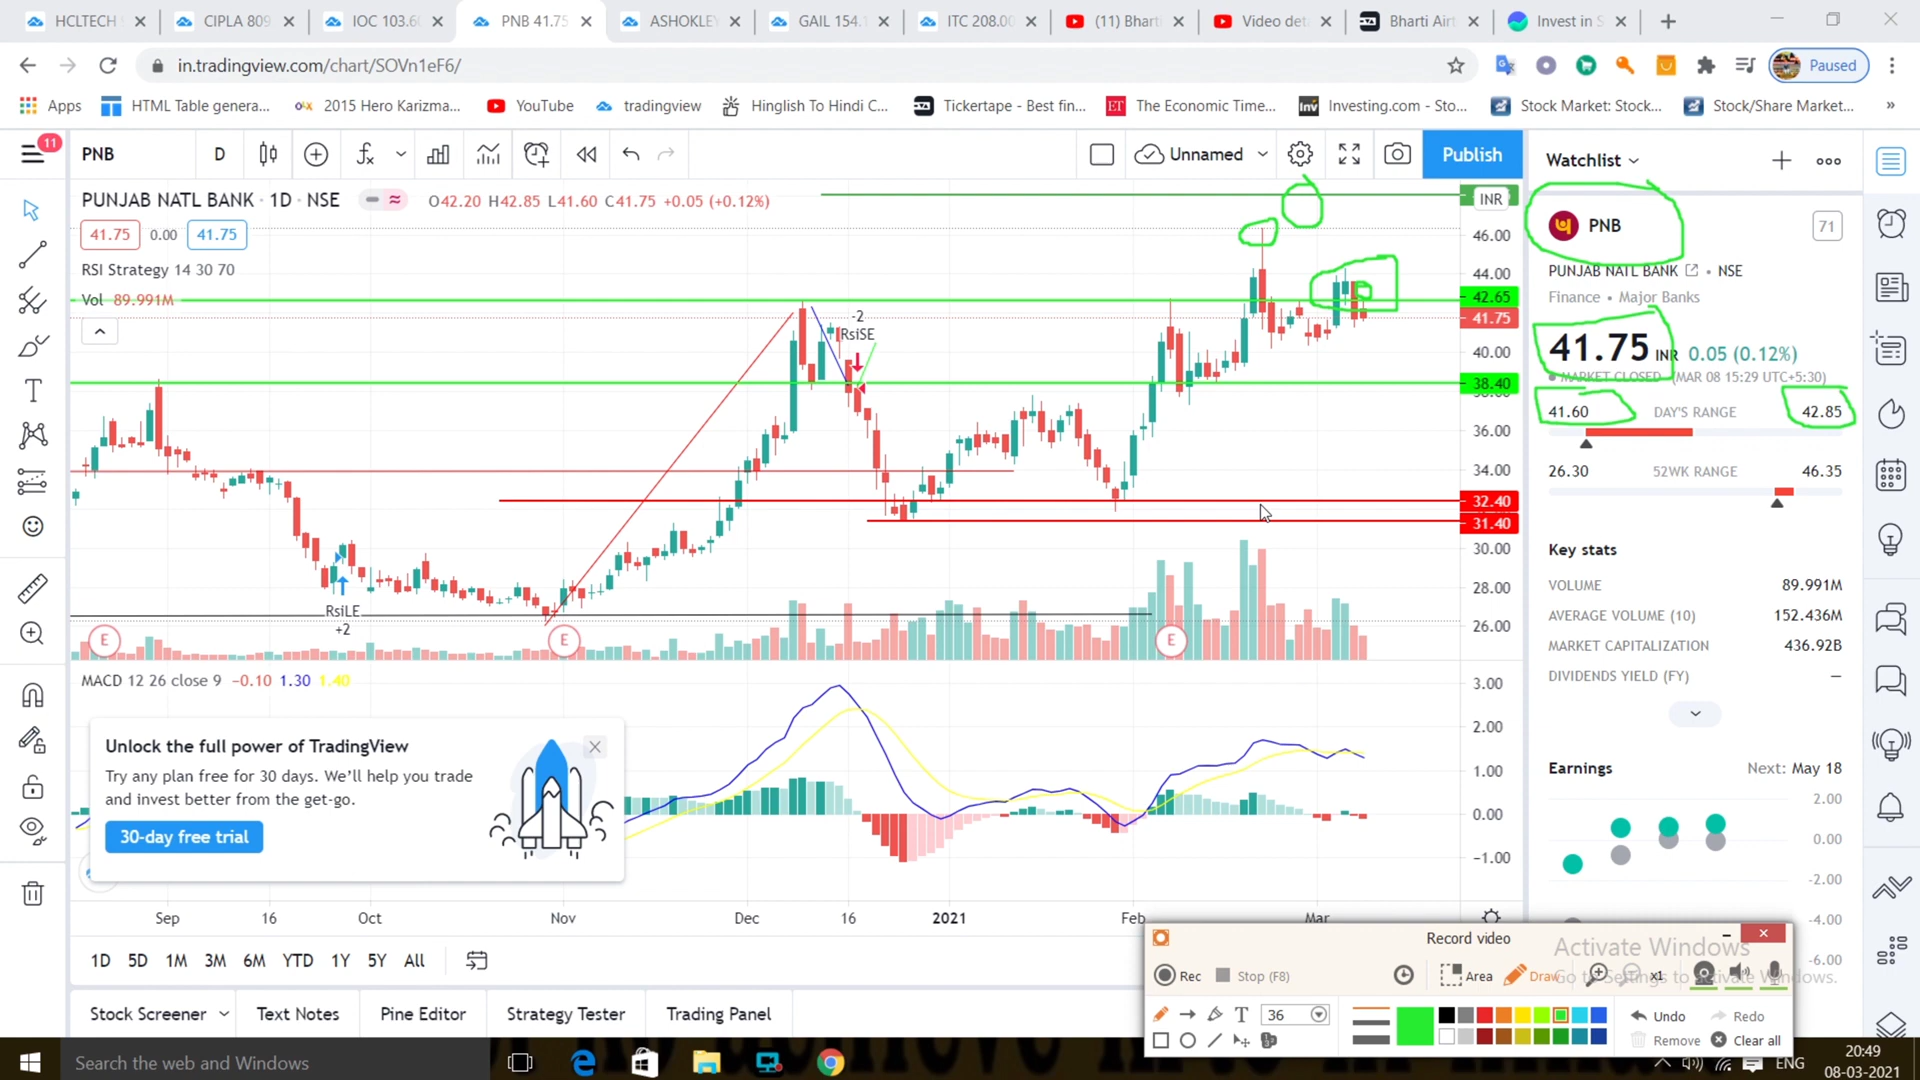 HCLTECH
CIPLA 809
IOC 103.6
PNB 41.75
ASHOKLEY
GAIL 154.
ITC 208.00
(11) Bharti
Video det
Bharti Airt
Invest in S
in.tradingview.com/chart/SOVn1eF6/
Paused
Apps
HTML Table genera...
2015 Hero Karizma...
YouTube
tradingview
Hinglish To Hindi C...
Tickertape - Best fin...
The Economic Time...
Investing.com - Sto...
Stock Market: Stock...
Stock/Share Market...
»
11
PNB
D
Unnamed
Publish
Watchlist
PUNJAB NATL BANK · 1D · NSE
O42.20 H42.85 L41.60 C41.75 +0.05 (+0.12%)
41.75 0.00 41.75
RSI Strategy 14 30 70
Vol 89.991M
-2
RsiSE
RsiLE
+2
E
E
E
INR
46.00
44.00
42.65
41.75
40.00
38.40
38.00
36.00
34.00
32.40
31.40
30.00
28.00
26.00
MACD 12 26 close 9 −0.10 1.30 1.40
3.00
2.00
1.00
0.00
−1.00
Unlock the full power of TradingView
Try any plan free for 30 days. We'll help you trade
and invest better from the get-go.
30-day free trial
Sep 16 Oct Nov Dec 16 2021 Feb Mar
1D 5D 1M 3M 6M YTD 1Y 5Y All
Stock Screener
Text Notes
Pine Editor
Strategy Tester
Trading Panel
PNB
71
PUNJAB NATL BANK • NSE
Finance • Major Banks
41.75 INR 0.05 (0.12%)
MARKET CLOSED (MAR 08 15:29 UTC+5:30)
41.60 DAY'S RANGE 42.85
26.30 52WK RANGE 46.35
Key stats
VOLUME 89.991M
AVERAGE VOLUME (10) 152.436M
MARKET CAPITALIZATION 436.92B
DIVIDENDS YIELD (FY) —
Earnings Next: May 18
2.00
0.00
-2.00
-4.00
-6.00
Record video
Activate Windows
Go to Settings to activate Windows.
Rec
Stop (F8)
Area
Draw
x1
T
36
Undo
Redo
Remove
Clear all
Search the web and Windows
ENG
20:49
08-03-2021